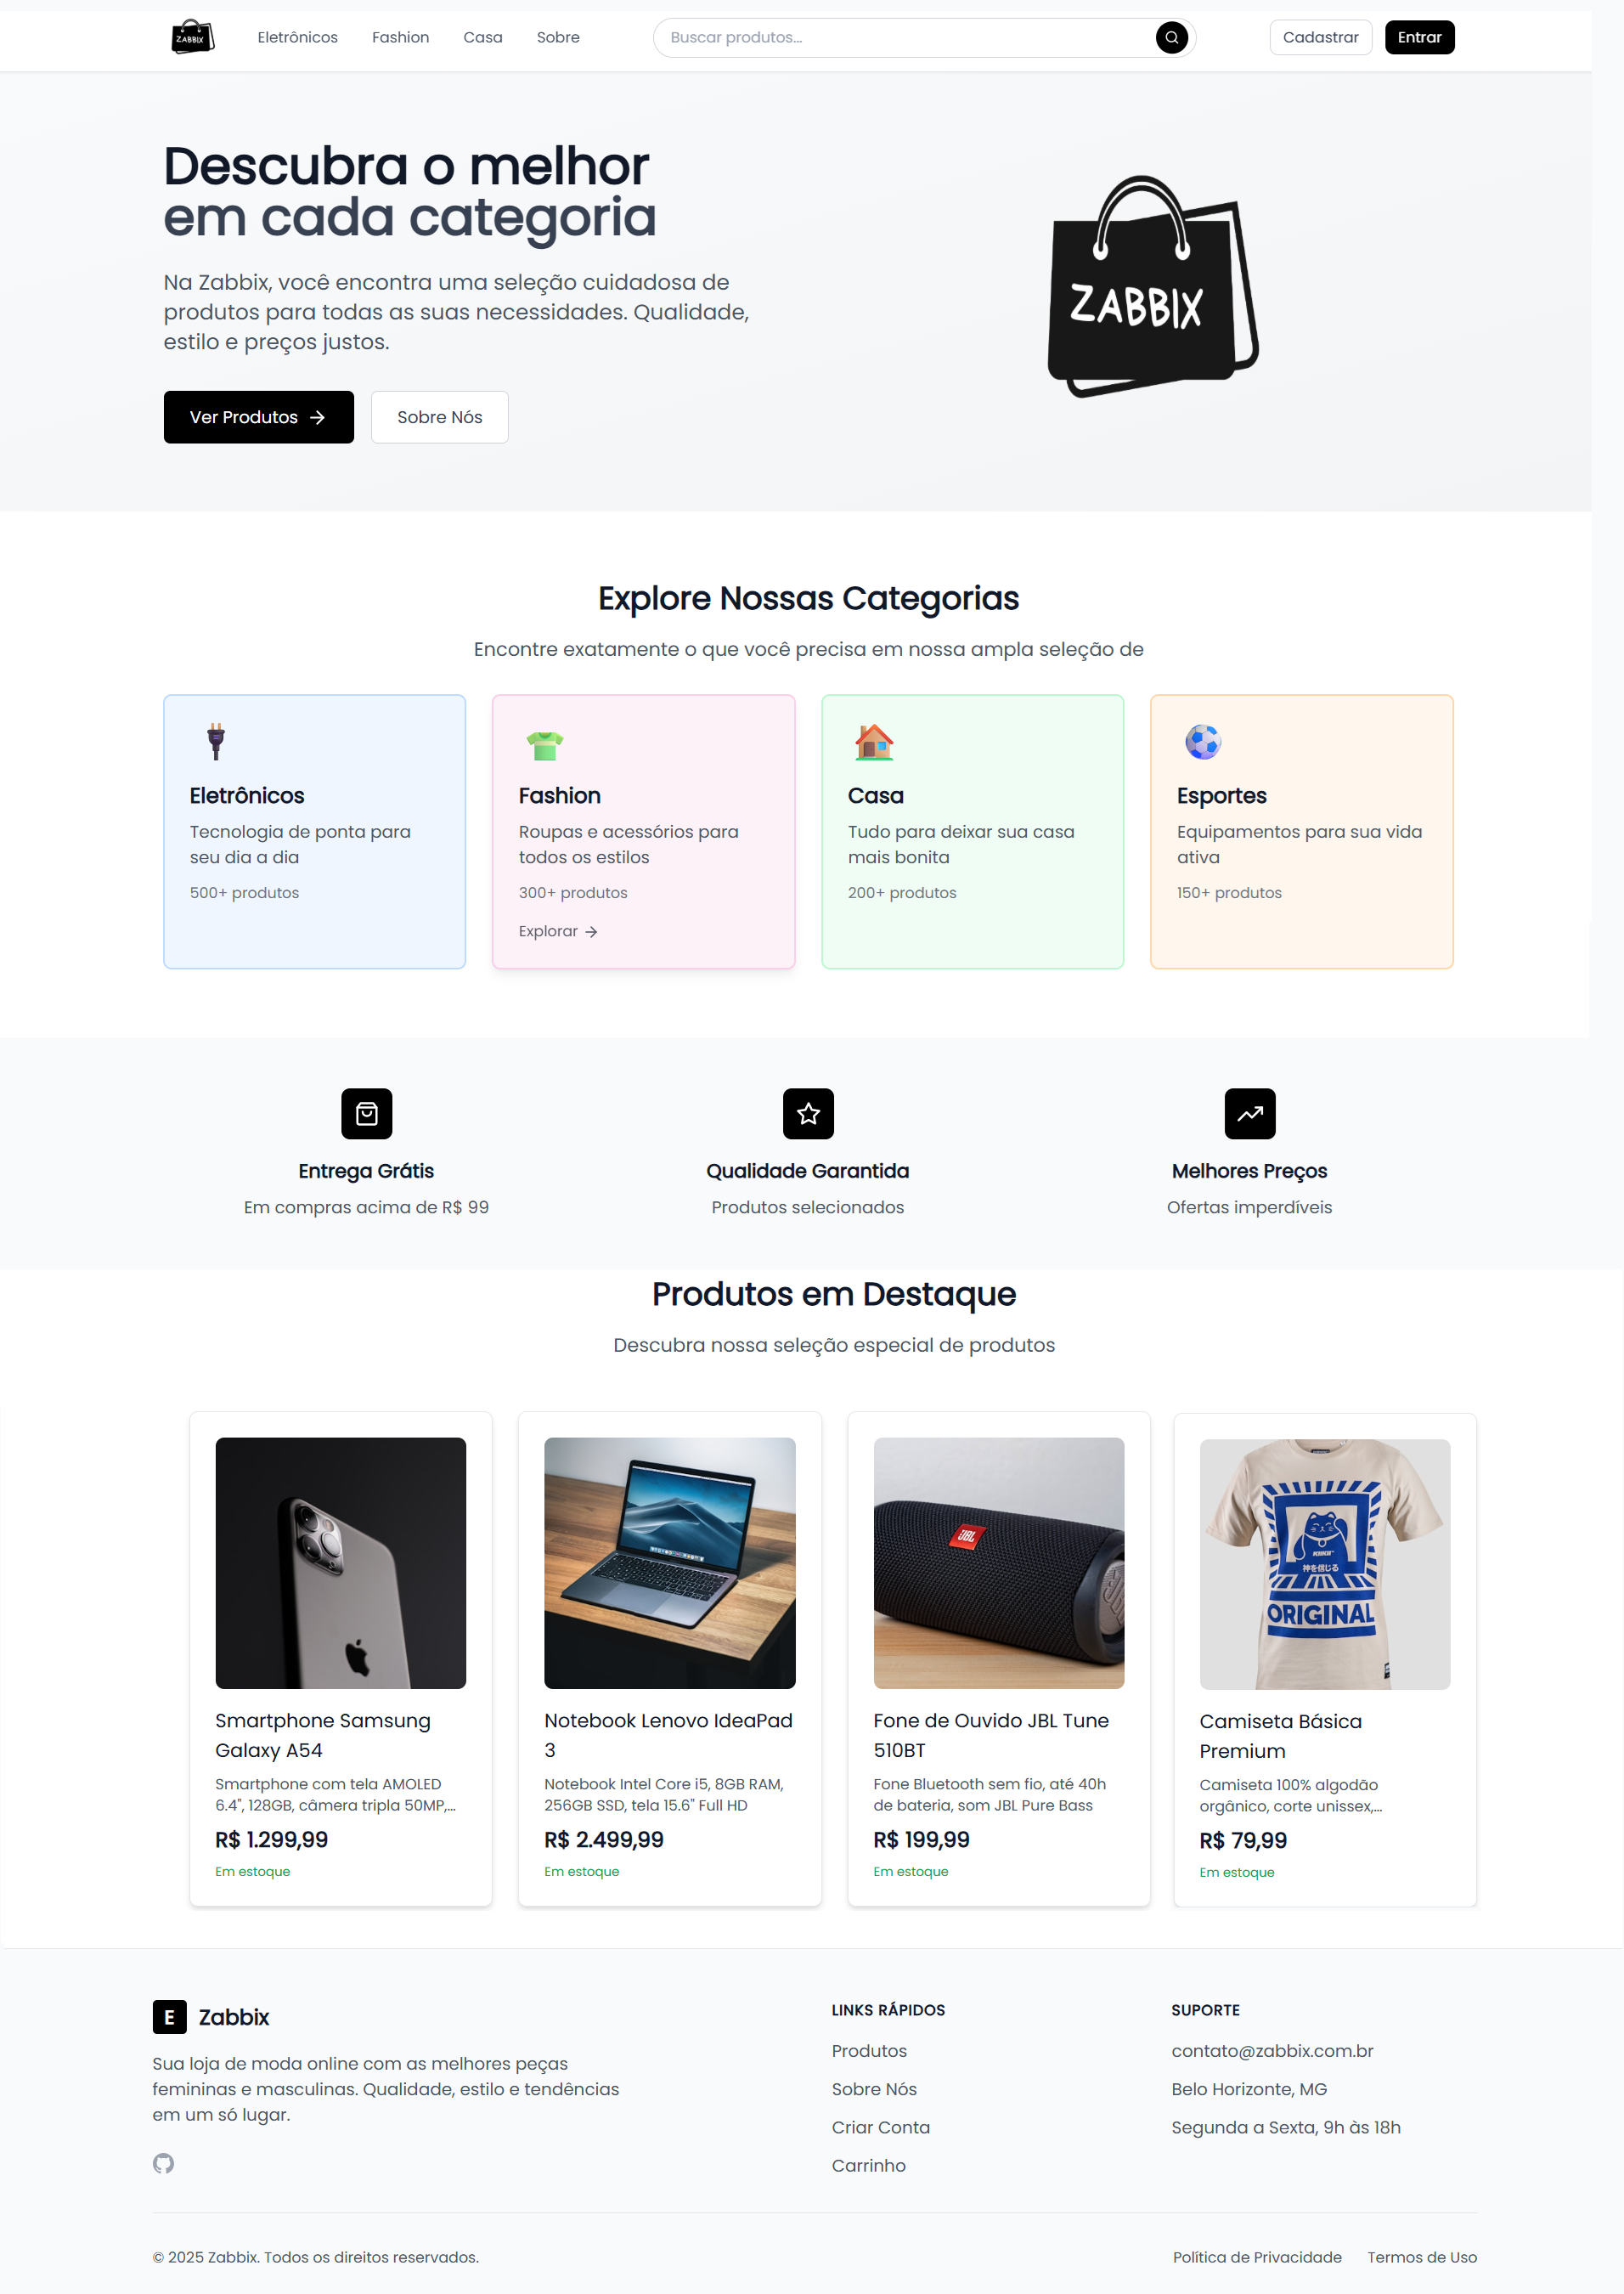 ZABBIX
Eletrônicos
Fashion
Casa
Sobre
Buscar produtos...
Cadastrar
Entrar
Descubra o melhor
em cada categoria
Na Zabbix, você encontra uma seleção cuidadosa de
produtos para todas as suas necessidades. Qualidade,
estilo e preços justos.
Ver Produtos
Sobre Nós
ZABBIX
Explore Nossas Categorias
Encontre exatamente o que você precisa em nossa ampla seleção de
Eletrônicos
Tecnologia de ponta para
seu dia a dia
500+ produtos
Fashion
Roupas e acessórios para
todos os estilos
300+ produtos
Explorar
Casa
Tudo para deixar sua casa
mais bonita
200+ produtos
Esportes
Equipamentos para sua vida
ativa
150+ produtos
Entrega Grátis
Em compras acima de R$ 99
Qualidade Garantida
Produtos selecionados
Melhores Preços
Ofertas imperdíveis
Produtos em Destaque
Descubra nossa seleção especial de produtos
Smartphone Samsung
Galaxy A54
Smartphone com tela AMOLED
6.4", 128GB, câmera tripla 50MP,...
R$ 1.299,99
Em estoque
Notebook Lenovo IdeaPad
3
Notebook Intel Core i5, 8GB RAM,
256GB SSD, tela 15.6" Full HD
R$ 2.499,99
Em estoque
JBL
Fone de Ouvido JBL Tune
510BT
Fone Bluetooth sem fio, até 40h
de bateria, som JBL Pure Bass
R$ 199,99
Em estoque
神を信じる
ORIGINAL
Camiseta Básica
Premium
Camiseta 100% algodão
orgânico, corte unissex,...
R$ 79,99
Em estoque
E
Zabbix
Sua loja de moda online com as melhores peças
femininas e masculinas. Qualidade, estilo e tendências
em um só lugar.
LINKS RÁPIDOS
Produtos
Sobre Nós
Criar Conta
Carrinho
SUPORTE
contato@zabbix.com.br
Belo Horizonte, MG
Segunda a Sexta, 9h às 18h
© 2025 Zabbix. Todos os direitos reservados.
Política de Privacidade
Termos de Uso